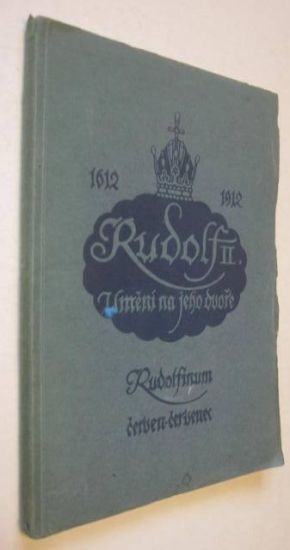 1612
1912
Rudolf II.
Umění na jeho dvoře
Rudolfinum
červen-červenec